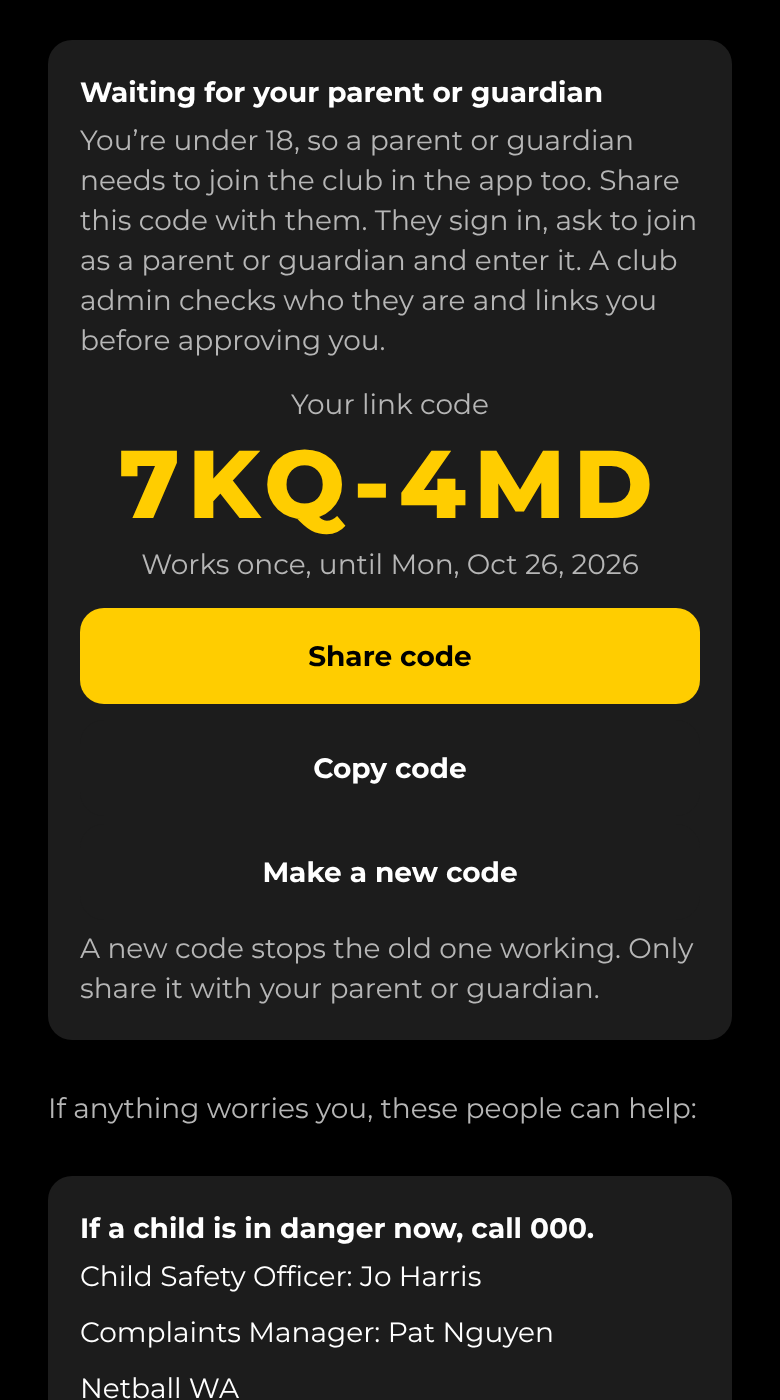 Waiting for your parent or guardian
You’re under 18, so a parent or guardian
needs to join the club in the app too. Share
this code with them. They sign in, ask to join
as a parent or guardian and enter it. A club
admin checks who they are and links you
before approving you.
Your link code
7KQ-4MD
Works once, until Mon, Oct 26, 2026
Share code
Copy code
Make a new code
A new code stops the old one working. Only
share it with your parent or guardian.
If anything worries you, these people can help:
If a child is in danger now, call 000.
Child Safety Officer: Jo Harris
Complaints Manager: Pat Nguyen
Netball WA